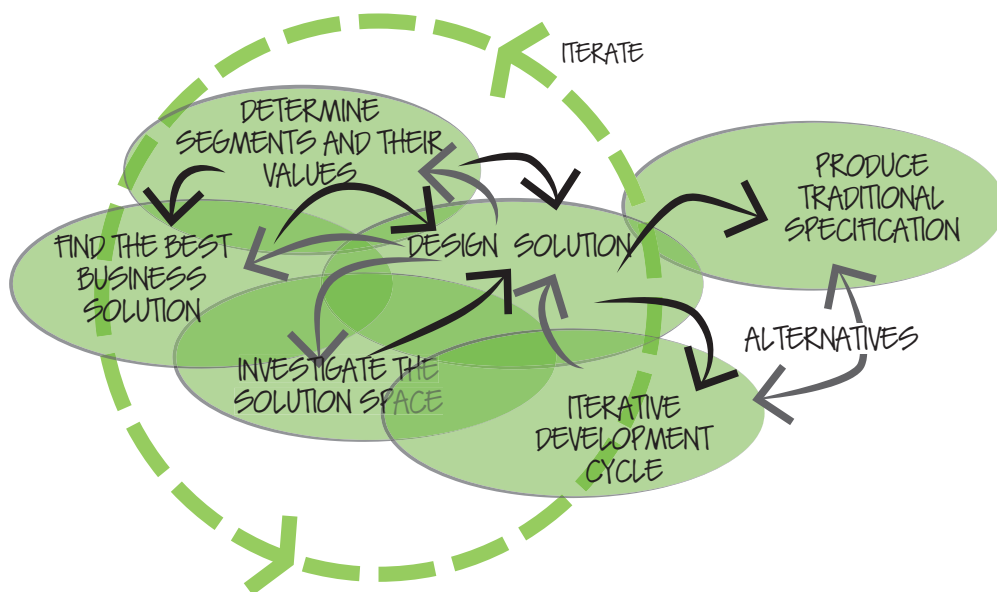 ITERATE
DETERMINE
SEGMENTS AND THEIR
VALUES
PRODUCE
TRADITIONAL
SPECIFICATION
FIND THE BEST
BUSINESS
SOLUTION
DESIGN SOLUTION
ALTERNATIVES
INVESTIGATE THE
SOLUTION SPACE
ITERATIVE
DEVELOPMENT
CYCLE